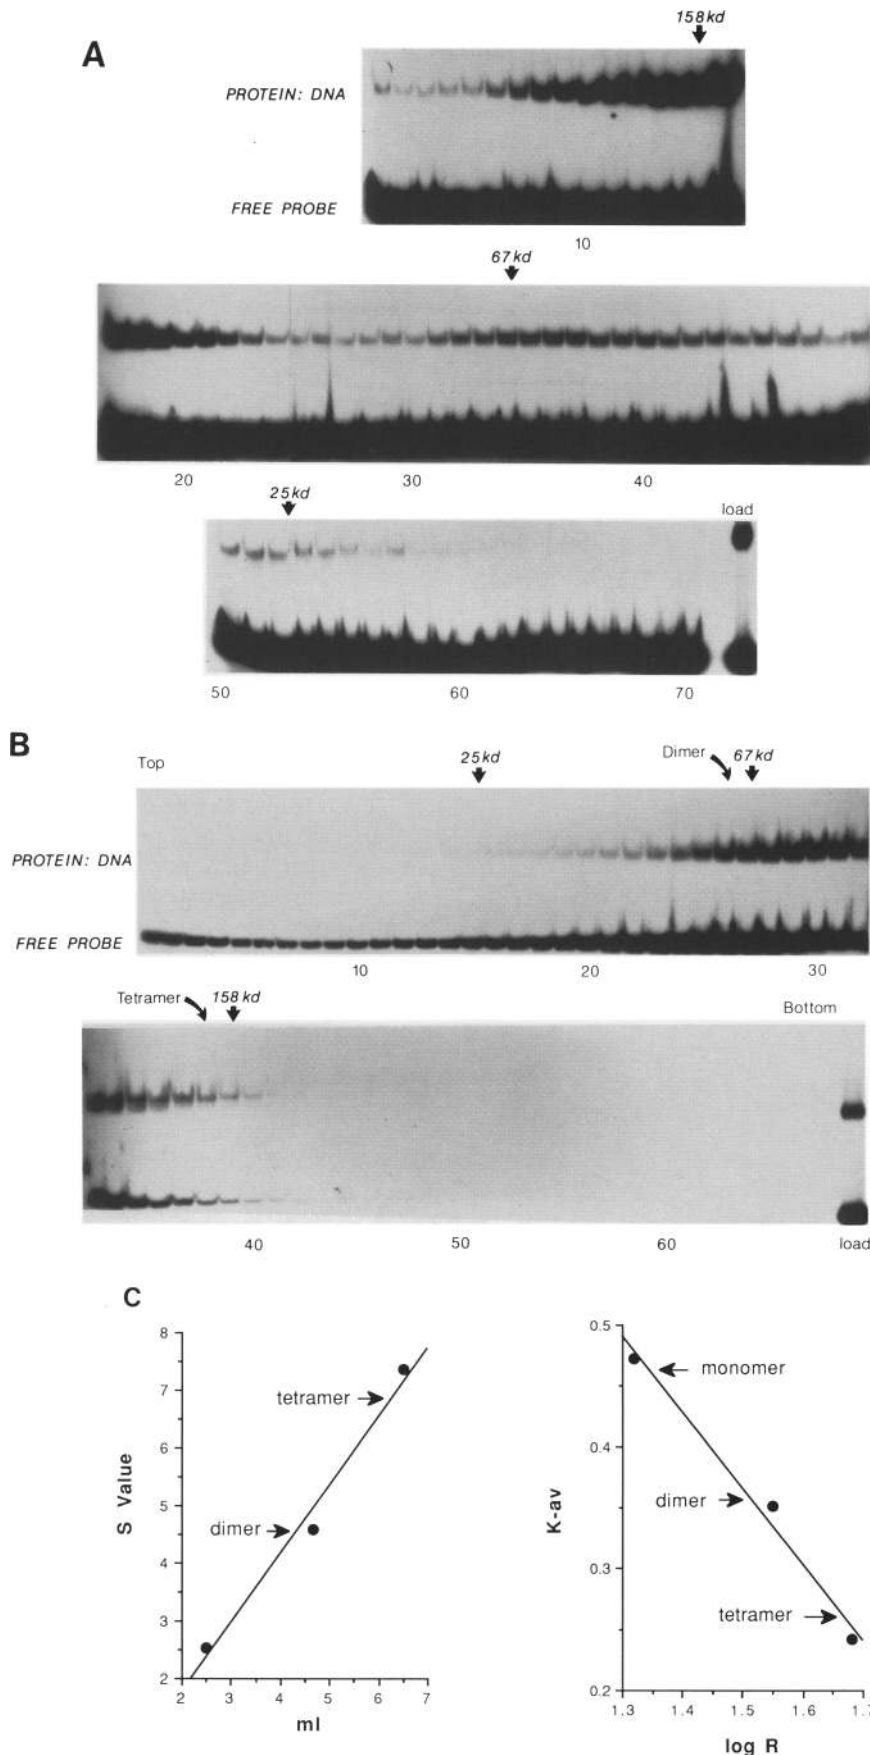 A
158kd
PROTEIN: DNA
FREE PROBE
10
67kd
20 30 40
25kd
load
50 60 70
B
Top 25kd Dimer 67kd
PROTEIN: DNA
FREE PROBE
10 20 30
Tetramer 158kd Bottom
40 50 60 load
C
8
7
6
5
4
3
2
S Value
tetramer
dimer
2 3 4 5 6 7
ml
0.5
0.4
0.3
0.2
K-av
monomer
dimer
tetramer
1.3 1.4 1.5 1.6 1.7
log R